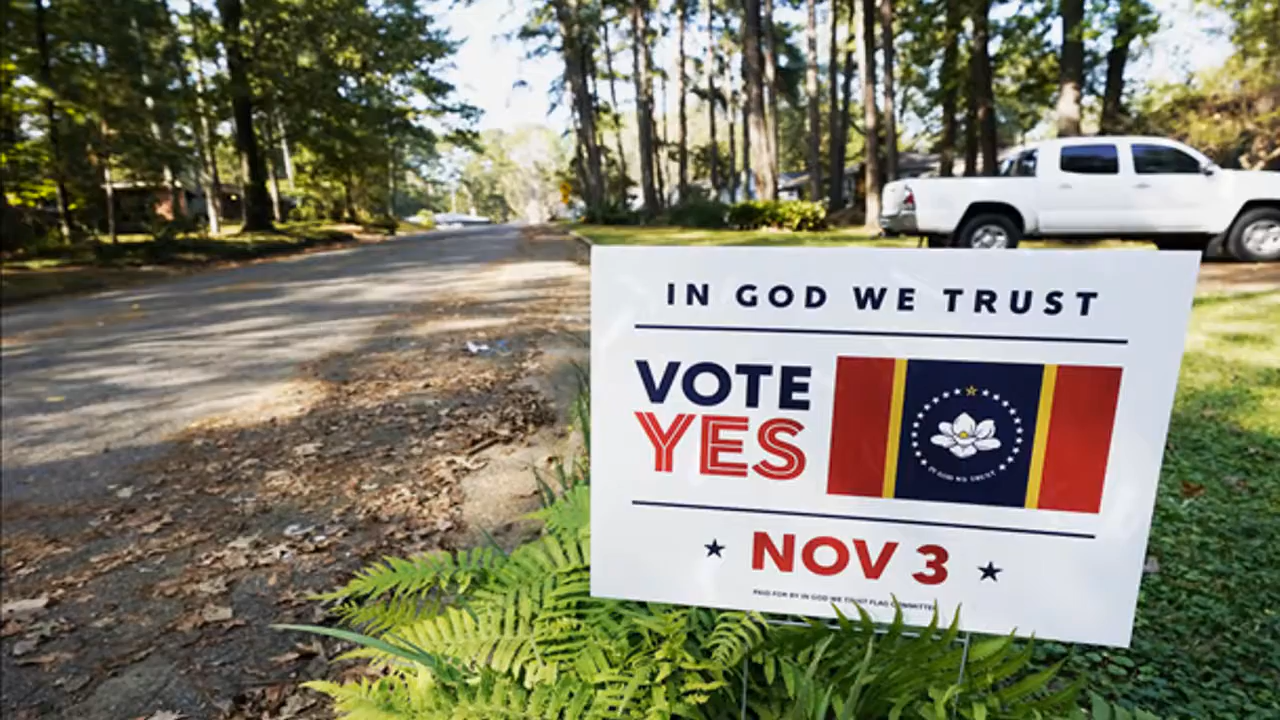 IN GOD WE TRUST
VOTE
YES
IN GOD WE TRUST
NOV 3
PAID FOR BY IN GOD WE TRUST FLAG COMMITTEE